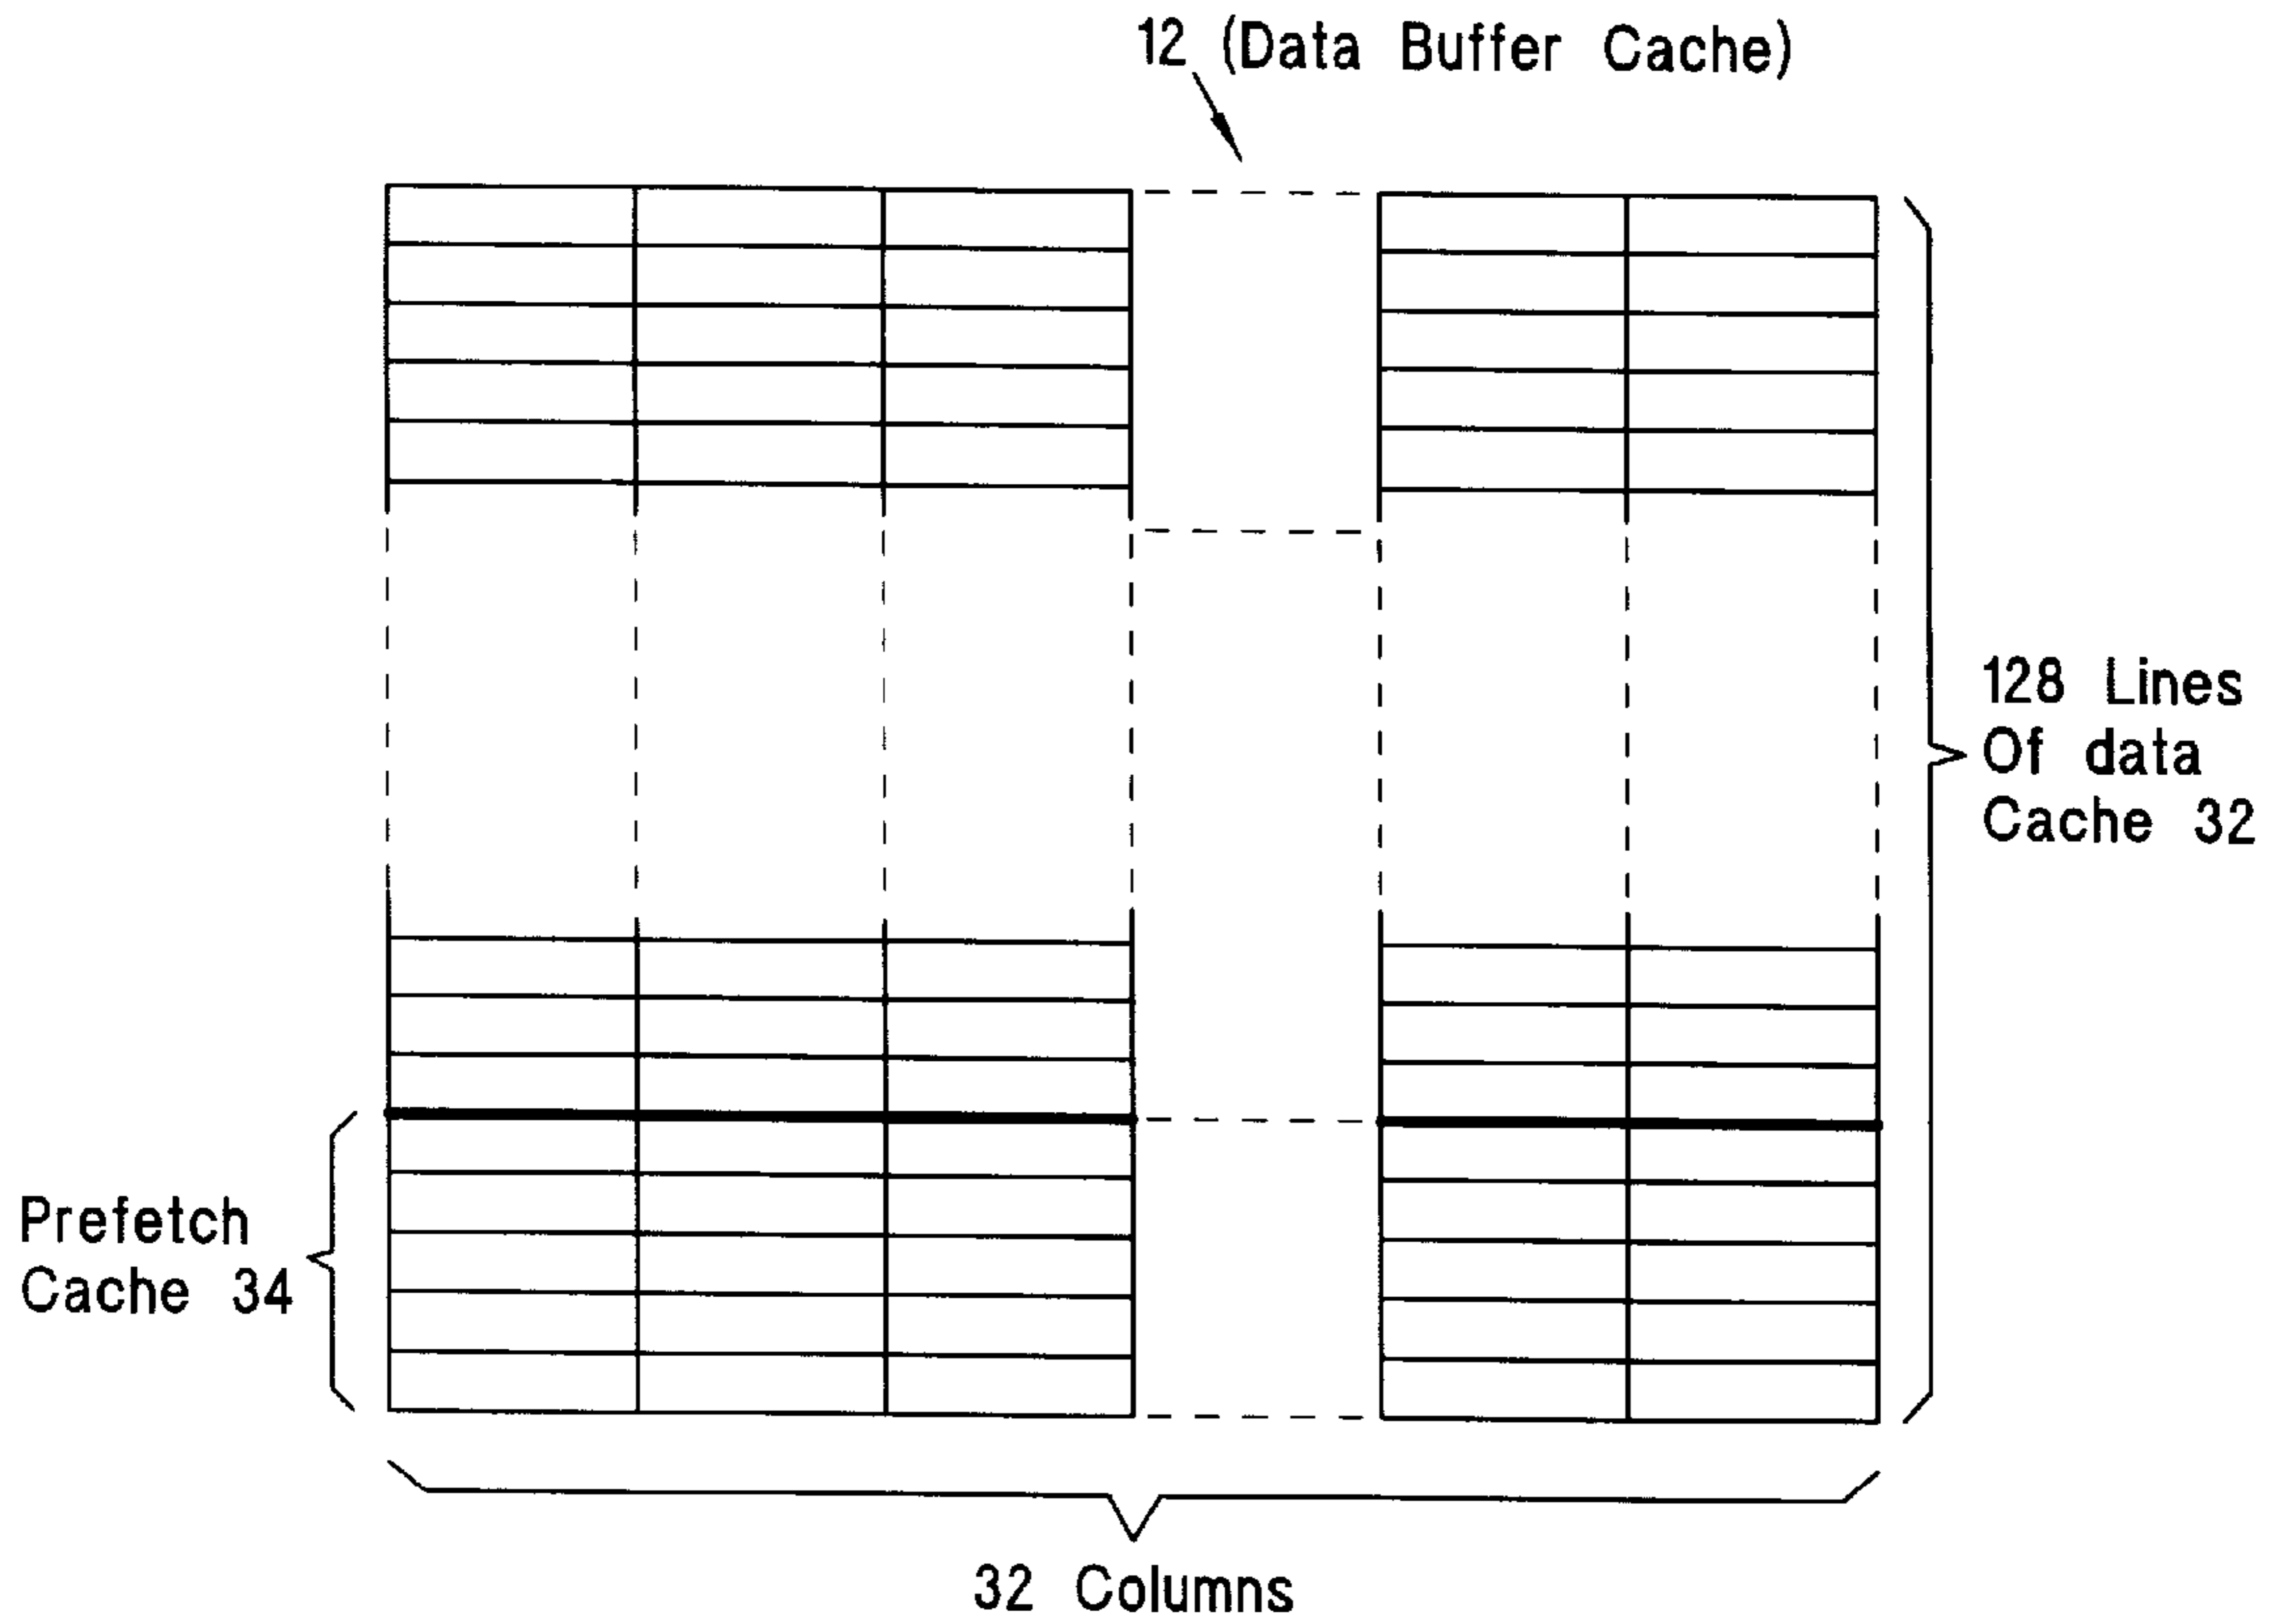 12 (Data Buffer Cache)
128 Lines
Of data
Cache 32
Prefetch
Cache 34
32 Columns